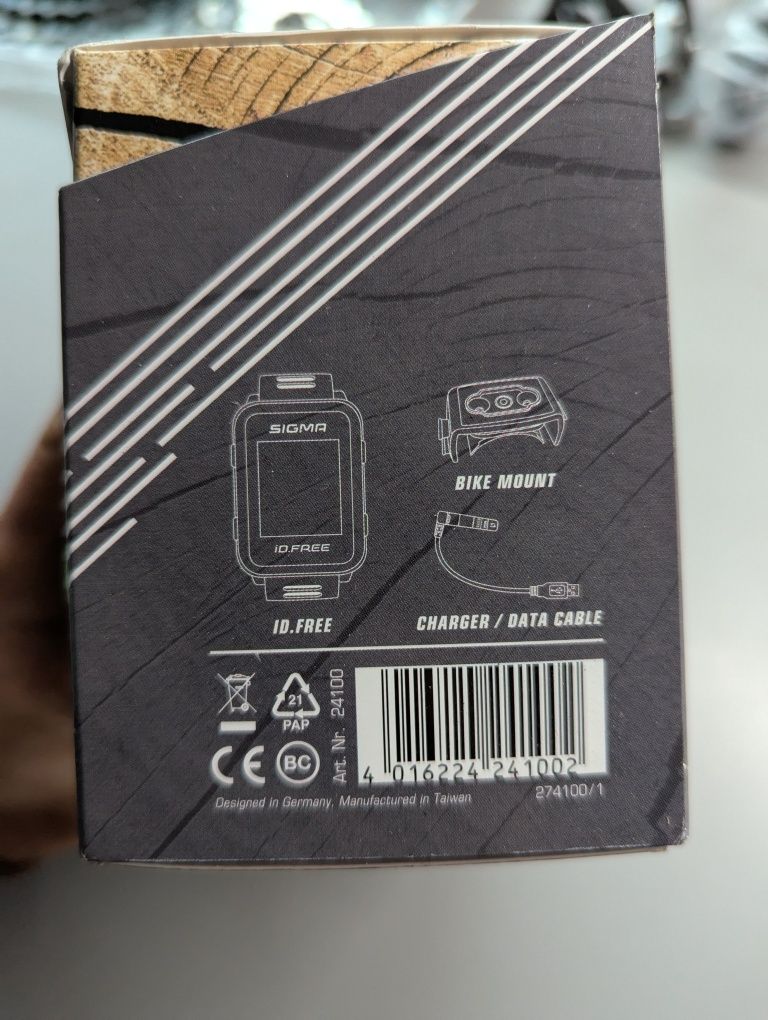 SIGMA
iD.FREE
BIKE MOUNT
ID.FREE
CHARGER / DATA CABLE
21
PAP
CE
BC
Art. Nr. 24100
4 016224 241002
Designed in Germany, Manufactured in Taiwan
274100/1